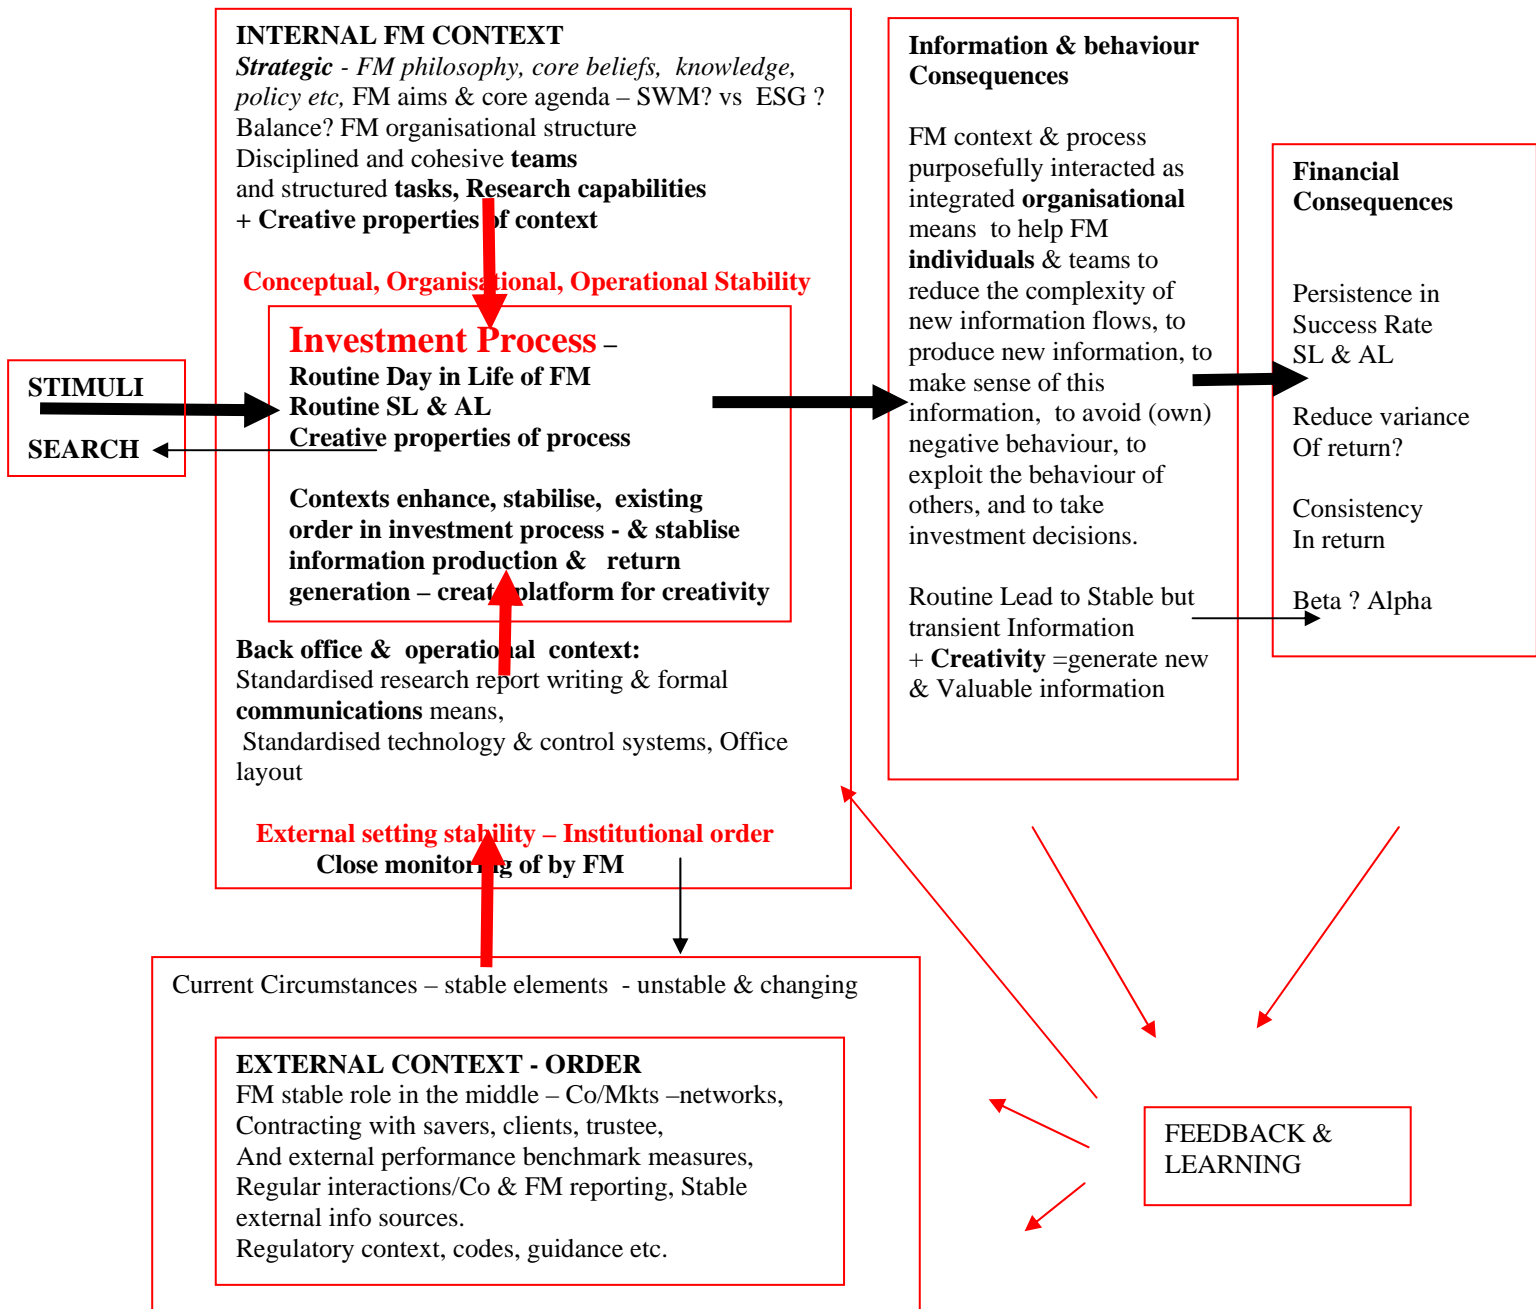 INTERNAL FM CONTEXT
Strategic - FM philosophy, core beliefs, knowledge,
policy etc, FM aims & core agenda – SWM? vs ESG ?
Balance? FM organisational structure
Disciplined and cohesive teams
and structured tasks, Research capabilities
+ Creative properties of context
Conceptual, Organisational, Operational Stability
Investment Process –
Routine Day in Life of FM
Routine SL & AL
Creative properties of process
Contexts enhance, stabilise, existing
order in investment process - & stablise
information production & return
generation – create platform for creativity
Back office & operational context:
Standardised research report writing & formal
communications means,
Standardised technology & control systems, Office
layout
External setting stability – Institutional order
Close monitoring of by FM
STIMULI
SEARCH
Information & behaviour
Consequences
FM context & process
purposefully interacted as
integrated organisational
means to help FM
individuals & teams to
reduce the complexity of
new information flows, to
produce new information, to
make sense of this
information, to avoid (own)
negative behaviour, to
exploit the behaviour of
others, and to take
investment decisions.
Routine Lead to Stable but
transient Information
+ Creativity =generate new
& Valuable information
Financial
Consequences
Persistence in
Success Rate
SL & AL
Reduce variance
Of return?
Consistency
In return
Beta ? Alpha
Current Circumstances – stable elements - unstable & changing
EXTERNAL CONTEXT - ORDER
FM stable role in the middle – Co/Mkts –networks,
Contracting with savers, clients, trustee,
And external performance benchmark measures,
Regular interactions/Co & FM reporting, Stable
external info sources.
Regulatory context, codes, guidance etc.
FEEDBACK &
LEARNING